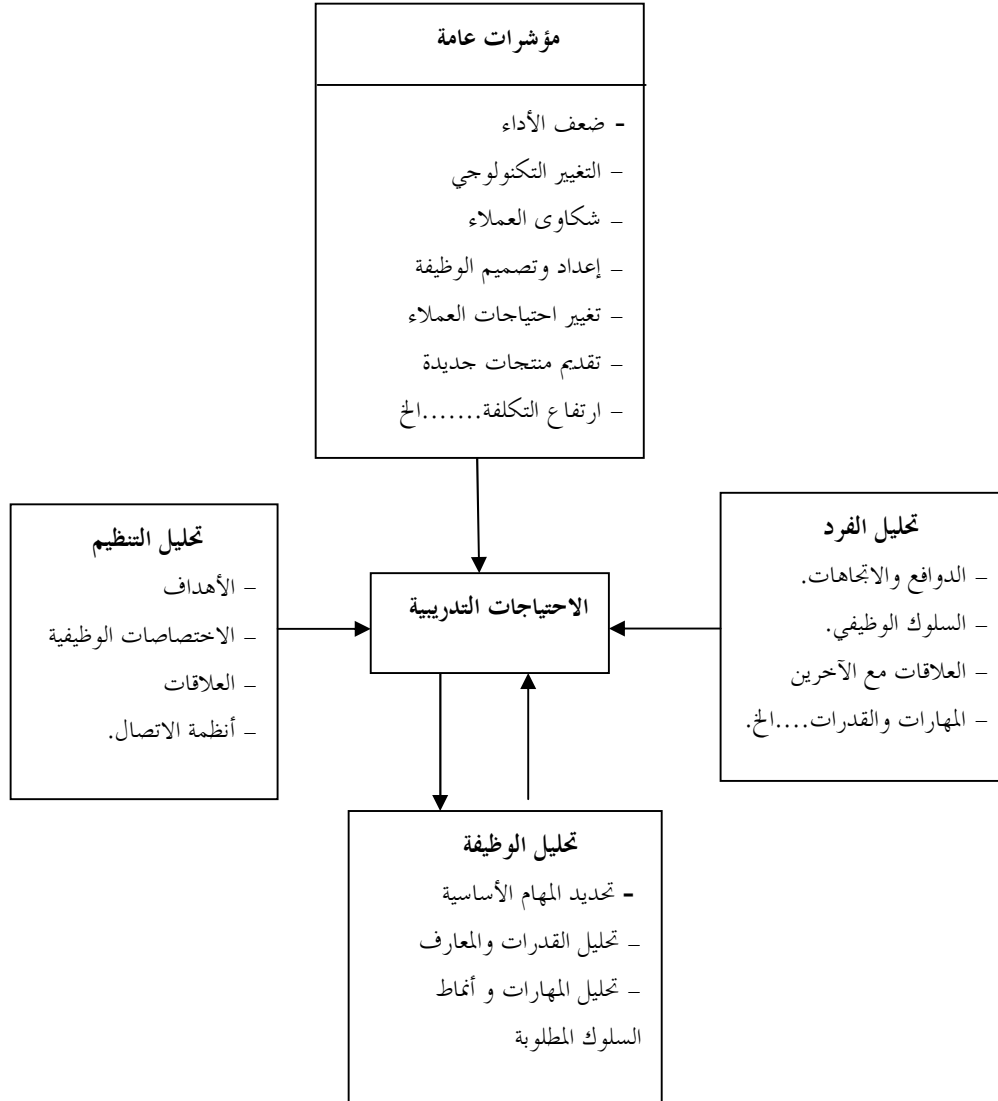 مؤشرات عامة
- ضعف الأداء
– التغيير التكنولوجي
– شكاوى العملاء
– إعداد وتصميم الوظيفة
– تغيير احتياجات العملاء
– تقديم منتجات جديدة
– ارتفاع التكلفة.......الخ
تحليل الفرد
– الدوافع والاتجاهات.
– السلوك الوظيفي.
– العلاقات مع الآخرين
– المهارات والقدرات....الخ.
الاحتياجات التدريبية
تحليل التنظيم
– الأهداف
– الاختصاصات الوظيفية
– العلاقات
– أنظمة الاتصال.
تحليل الوظيفة
- تحديد المهام الأساسية
– تحليل القدرات والمعارف
– تحليل المهارات و أنماط
السلوك المطلوبة